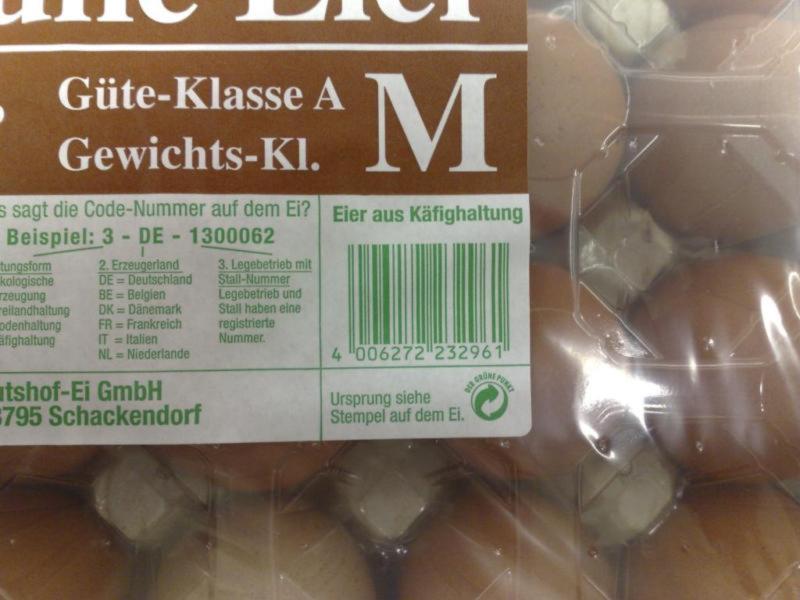 Eier
Güte-Klasse A
Gewichts-Kl.
M
sagt die Code-Nummer auf dem Ei?
Beispiel: 3 - DE - 1300062
tungsform
kologische
rzeugung
reilandhaltung
odenhaltung
äfighaltung
2. Erzeugerland
DE = Deutschland
BE = Belgien
DK = Dänemark
FR = Frankreich
IT = Italien
NL = Niederlande
3. Legebetrieb mit
Stall-Nummer
Legebetrieb und
Stall haben eine
registrierte
Nummer.
Eier aus Käfighaltung
4 006272 232961
utshof-Ei GmbH
3795 Schackendorf
Ursprung siehe
Stempel auf dem Ei.
DER GRÜNE PUNKT